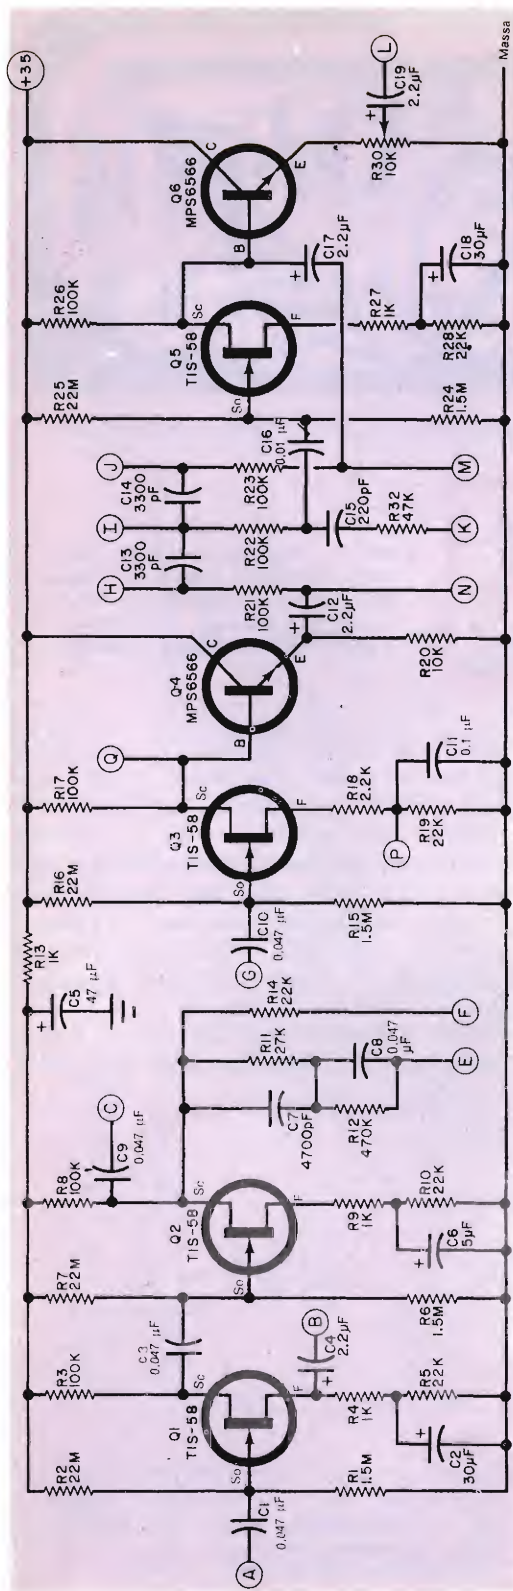 A
C1
0.047 µF
R2
22M
R1
1.5M
So
Q1
TIS-58
Sc
F
R3
100K
C3
0.047 µF
B
C4
2.2µF
+
R4
1K
R5
22K
C2
30µF
+
R7
22M
R6
1.5M
So
Q2
TIS-58
Sc
F
R8
100K
C9
0.047 µF
C
R9
1K
R10
22K
C6
5µF
+
C7
4700pF
R12
470K
R11
27K
C8
0.047
µF
E
R14
22K
F
C5
47 µF
+
R13
1K
G
C10
0.047 µF
R16
22M
R15
1.5M
So
Q3
TIS-58
Sc
F
R17
100K
Q
R18
2.2K
P
R19
22K
C11
0.1 µF
Q4
MPS6566
B
C
E
R20
10K
C12
2.2µF
+
H
R21
100K
N
C13
3300
pF
I
R22
100K
C14
3300
pF
J
R23
100K
C15
220pF
R32
47K
K
M
C16
0.01 µF
R25
22M
R24
1.5M
So
Q5
TIS-58
Sc
F
R26
100K
C17
2.2µF
+
R27
1K
R28
22K
C18
30µF
+
Q6
MPS6566
B
C
E
R30
10K
C19
2.2µF
+
L
+35
Massa